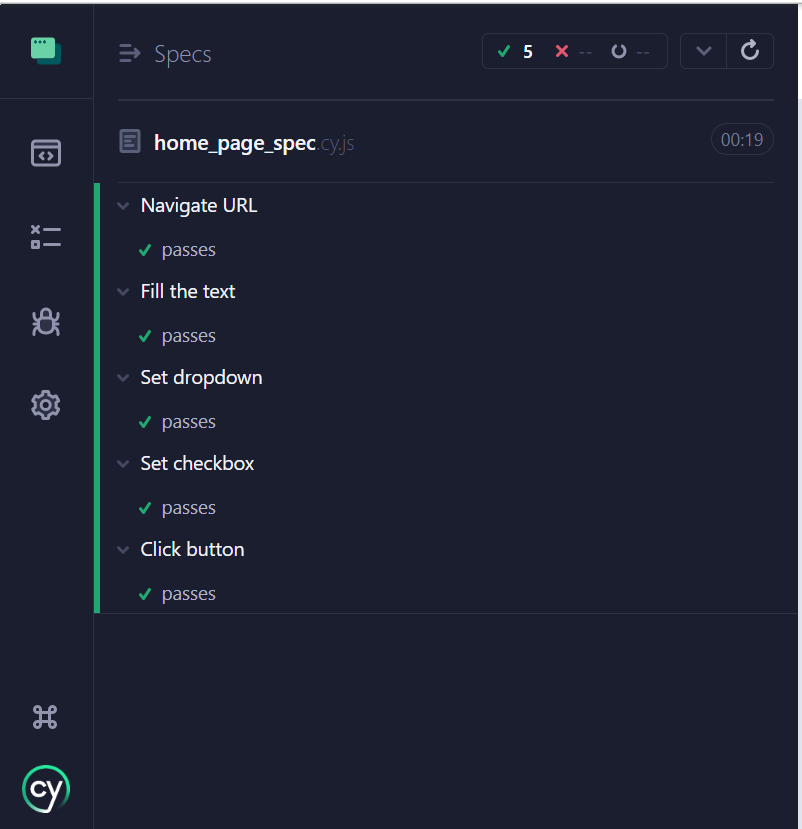 Specs
5 -- --
home_page_spec.cy.js
00:19
Navigate URL
passes
Fill the text
passes
Set dropdown
passes
Set checkbox
passes
Click button
passes
cy